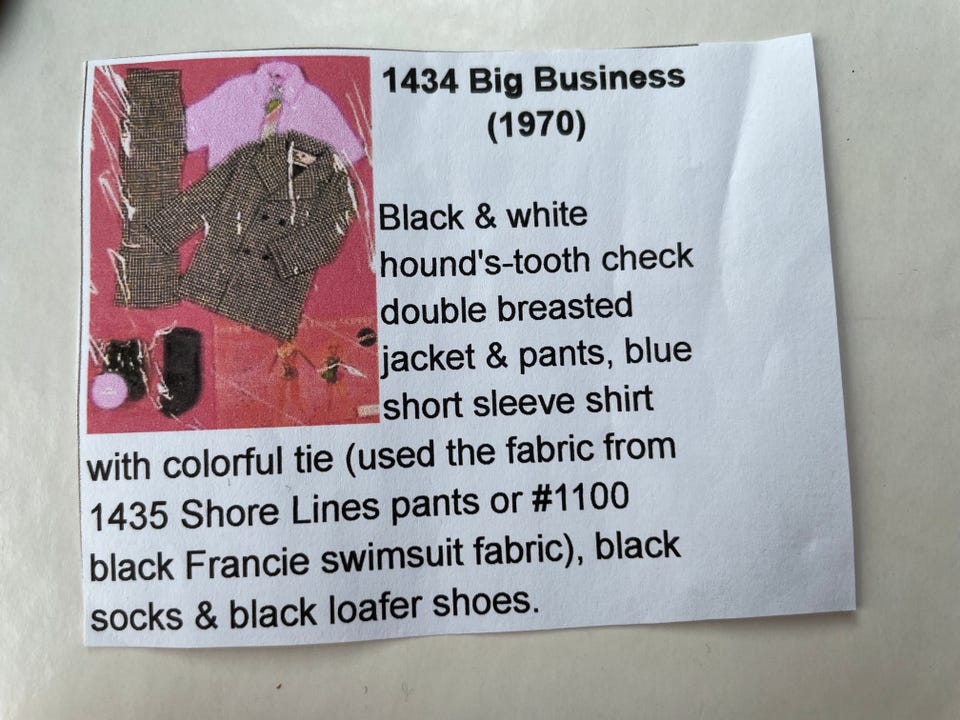 1434 Big Business
(1970)
Black & white
hound's-tooth check
double breasted
jacket & pants, blue
short sleeve shirt
with colorful tie (used the fabric from
1435 Shore Lines pants or #1100
black Francie swimsuit fabric), black
socks & black loafer shoes.